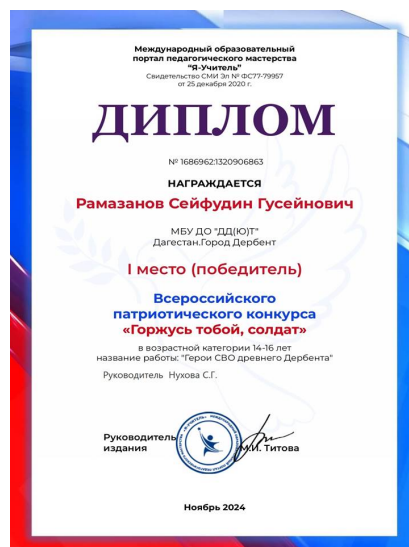 Международный образовательный
портал педагогического мастерства
"Я-Учитель"
Свидетельство СМИ Эл № ФС77-79957
от 25 декабря 2020 г.
ДИПЛОМ
№ 1686962:1320906863
НАГРАЖДАЕТСЯ
Рамазанов Сейфудин Гусейнович
МБУ ДО "ДД(Ю)Т"
Дагестан.Город Дербент
I место (победитель)
Всероссийского
патриотического конкурса
«Горжусь тобой, солдат»
в возрастной категории 14-16 лет
название работы: "Герои СВО древнего Дербента"
Руководитель Нухова С.Г.
Руководитель
издания
М.И. Титова
Ноябрь 2024